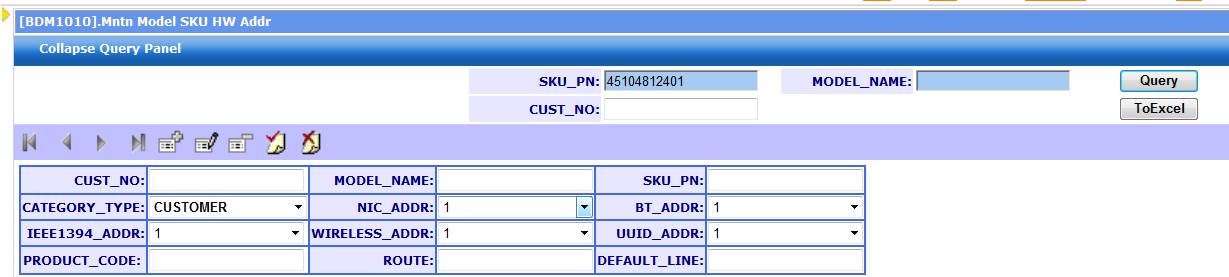 [BDM1010].Mntn Model SKU HW Addr
Collapse Query Panel
SKU_PN: 45104812401 MODEL_NAME: Query
CUST_NO: ToExcel
CUST_NO: MODEL_NAME: SKU_PN:
CATEGORY_TYPE: CUSTOMER NIC_ADDR: 1 BT_ADDR: 1
IEEE1394_ADDR: 1 WIRELESS_ADDR: 1 UUID_ADDR: 1
PRODUCT_CODE: ROUTE: DEFAULT_LINE: